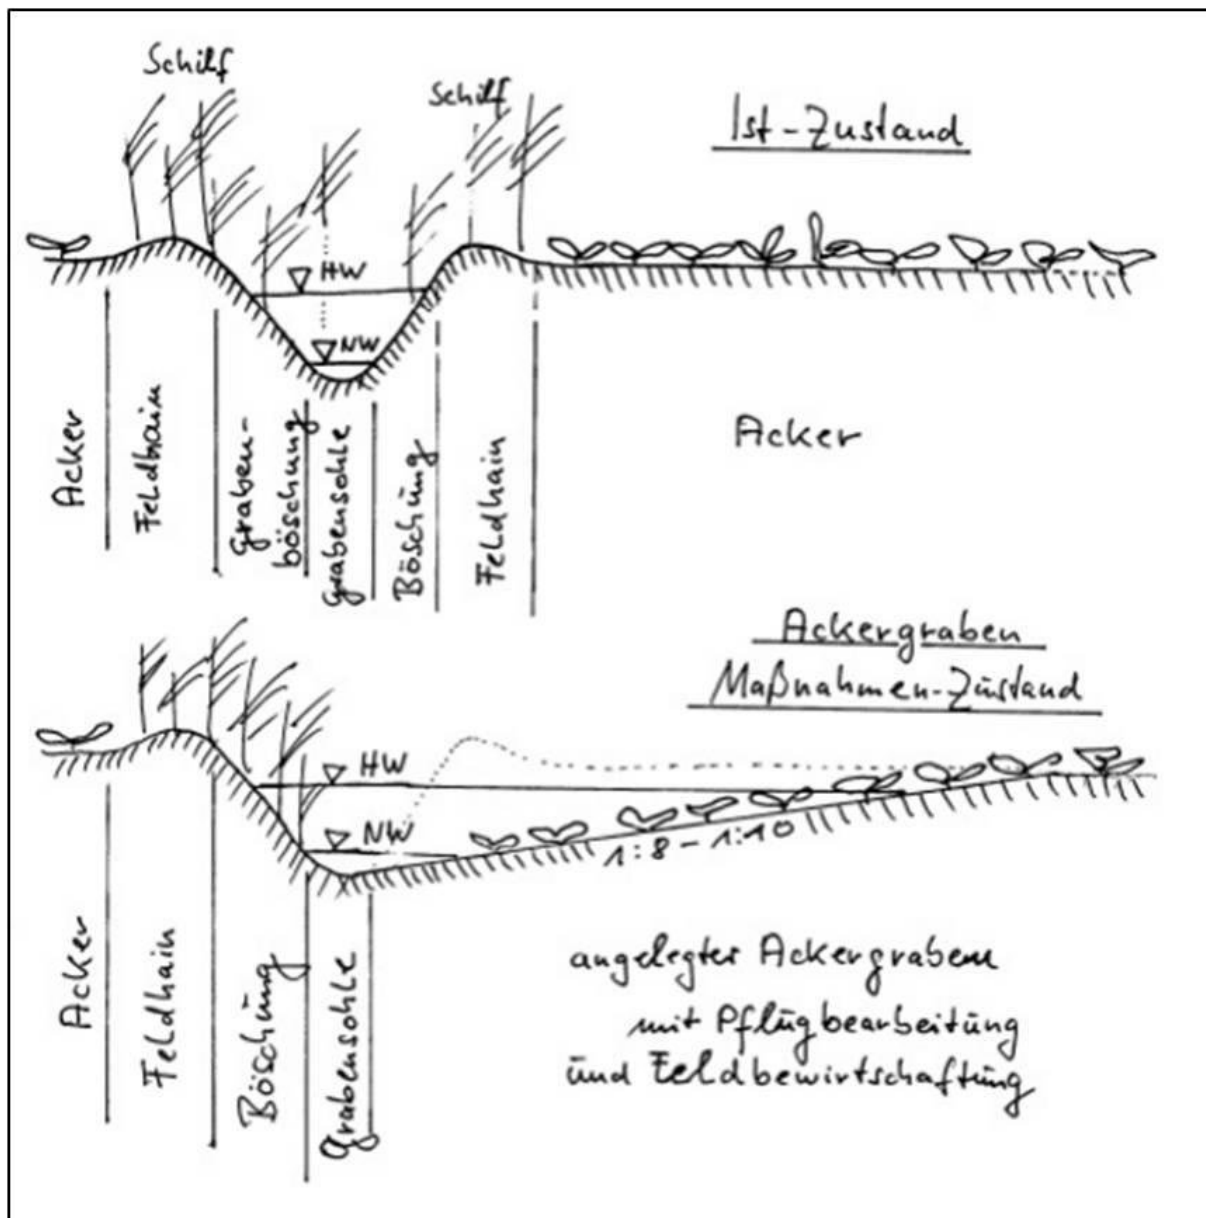 Schilf
Schilf
Ist-Zustand
HW
NW
Acker
Feldhain
Graben-
böschung
Grabensohle
Böschung
Feldhain
Acker
Ackergraben
Maßnahmen-Zustand
HW
NW
1:8 - 1:10
Acker
Feldhain
Böschung
Grabensohle
angelegter Ackergraben
mit Pflugbearbeitung
und Feldbewirtschaftung